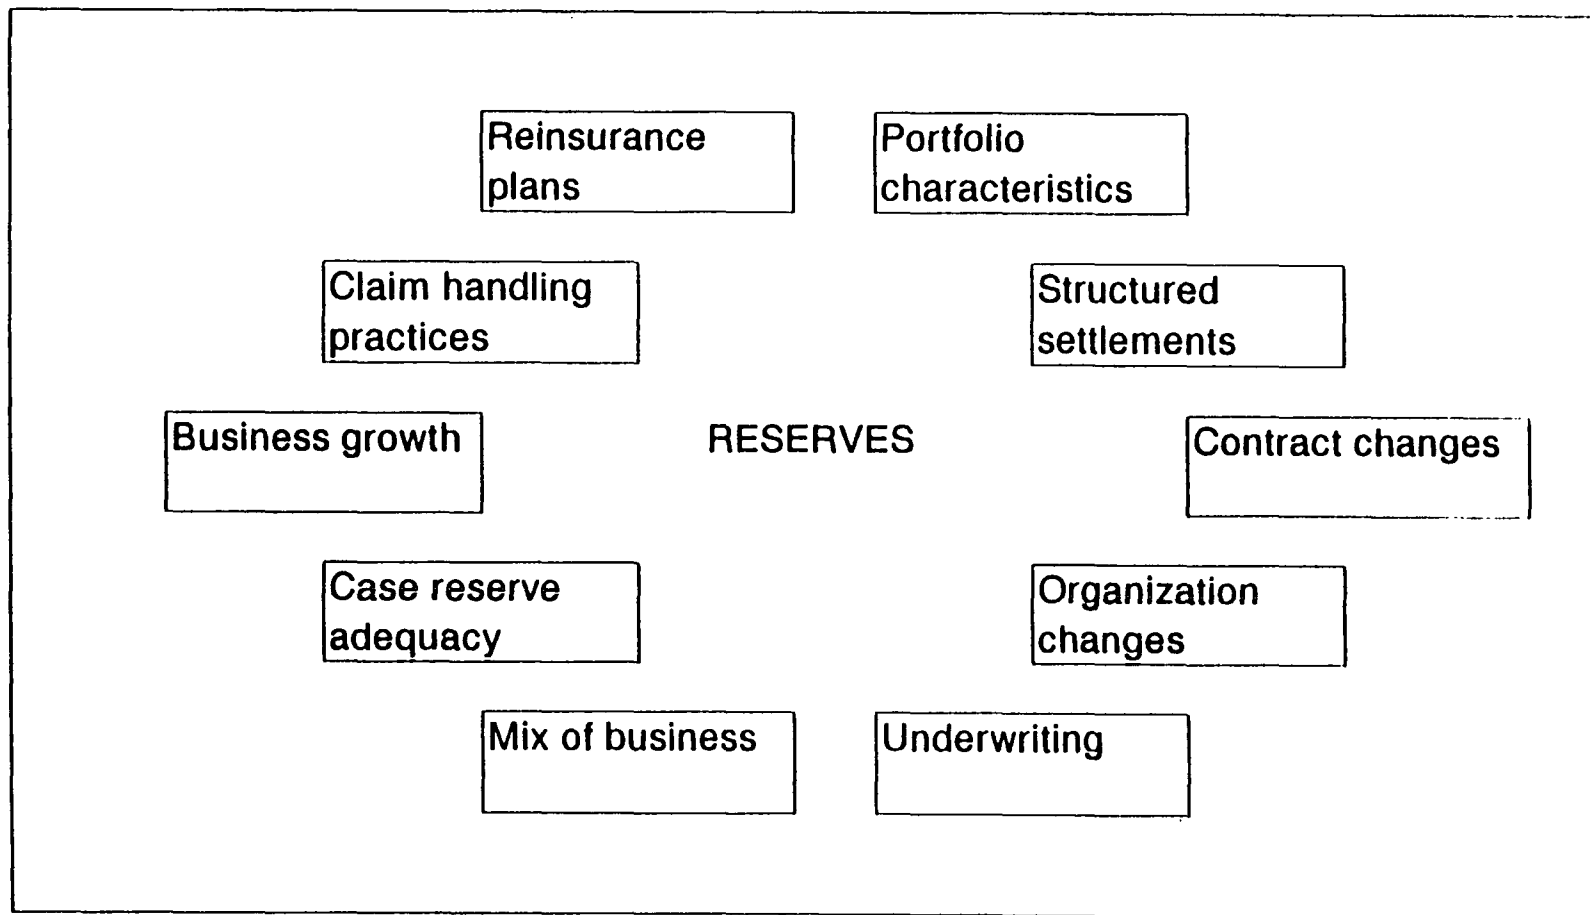 Reinsurance
plans
Portfolio
characteristics
Claim handling
practices
Structured
settlements
Business growth
RESERVES
Contract changes
Case reserve
adequacy
Organization
changes
Mix of business
Underwriting